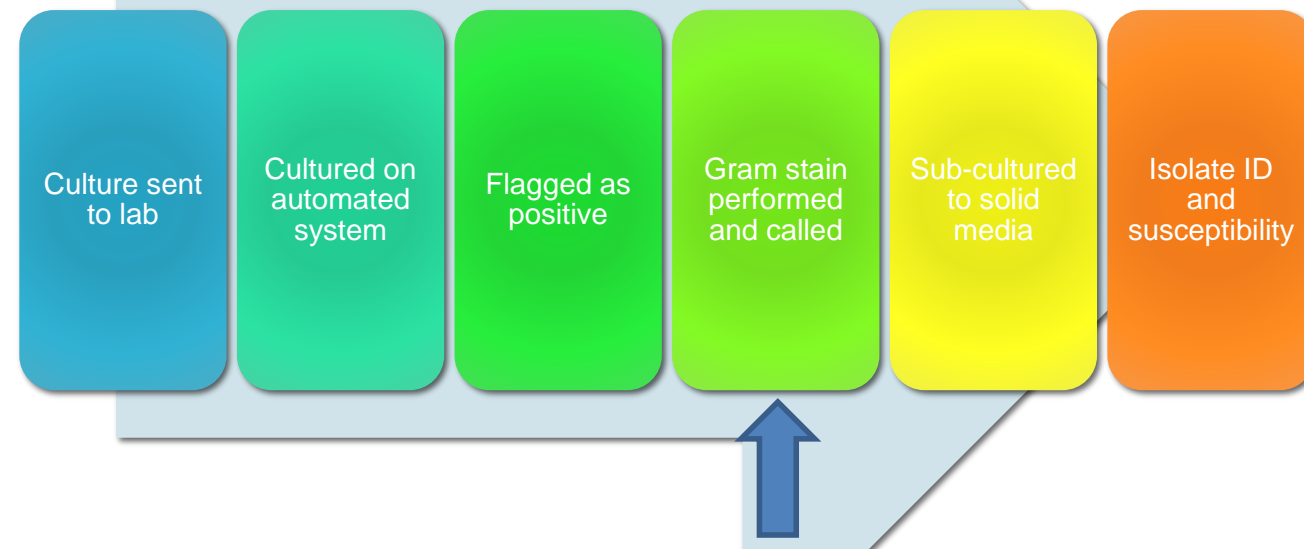 Culture sent
to lab
Cultured on
automated
system
Flagged as
positive
Gram stain
performed
and called
Sub-cultured
to solid
media
Isolate ID
and
susceptibility